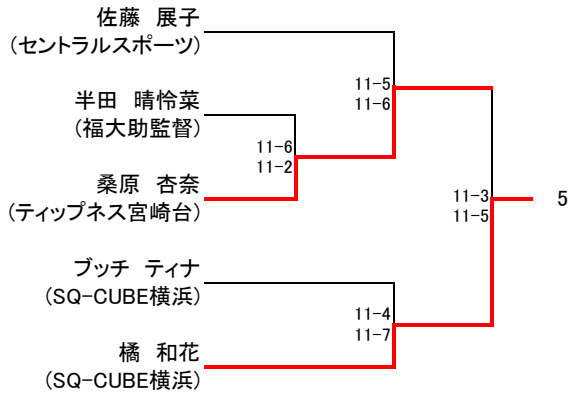 佐藤　展子
(セントラルスポーツ)
11-5
11-6
半田　晴怜菜
(福大助監督)
11-6
11-2
桑原　杏奈
(ティップネス宮崎台)
11-3
11-5
5
ブッチ　ティナ
(SQ-CUBE横浜)
11-4
11-7
橘　和花
(SQ-CUBE横浜)